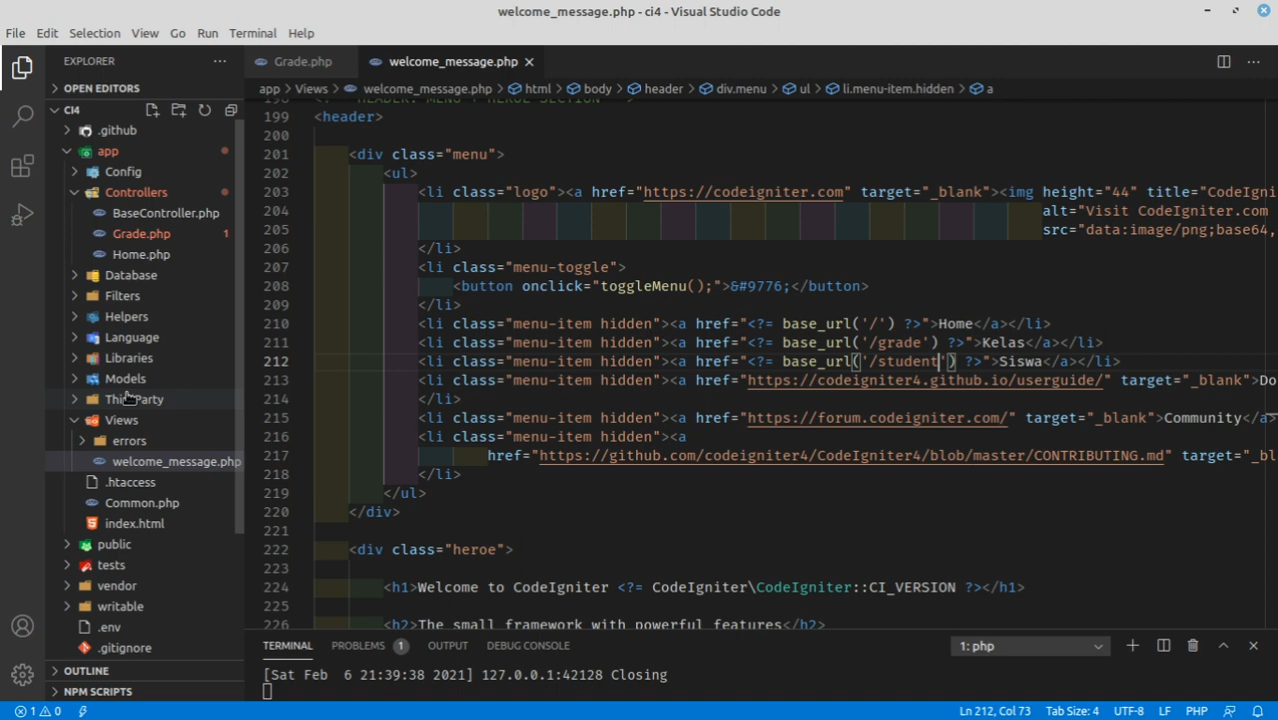 welcome_message.php - ci4 - Visual Studio Code
File Edit Selection View Go Run Terminal Help
EXPLORER
OPEN EDITORS
CI4
.github
app
Config
Controllers
BaseController.php
Grade.php 1
Home.php
Database
Filters
Helpers
Language
Libraries
Models
ThirdParty
Views
errors
welcome_message.php
.htaccess
Common.php
index.html
public
tests
vendor
writable
.env
.gitignore
OUTLINE
NPM SCRIPTS
Grade.php welcome_message.php
app > Views > welcome_message.php > html > body > header > div.menu > ul > li.menu-item.hidden > a
199 <header>
200
201 <div class="menu">
202 <ul>
203 <li class="logo"><a href="https://codeigniter.com" target="_blank"><img height="44" title="CodeIgni
204 alt="Visit CodeIgniter.com
205 src="data:image/png;base64,
206 </li>
207 <li class="menu-toggle">
208 <button onclick="toggleMenu();">&#9776;</button>
209 </li>
210 <li class="menu-item hidden"><a href="<?= base_url('/') ?>">Home</a></li>
211 <li class="menu-item hidden"><a href="<?= base_url('/grade') ?>">Kelas</a></li>
212 <li class="menu-item hidden"><a href="<?= base_url('/student') ?>">Siswa</a></li>
213 <li class="menu-item hidden"><a href="https://codeigniter4.github.io/userguide/" target="_blank">Do
214 </li>
215 <li class="menu-item hidden"><a href="https://forum.codeigniter.com/" target="_blank">Community</a>
216 <li class="menu-item hidden"><a
217 href="https://github.com/codeigniter4/CodeIgniter4/blob/master/CONTRIBUTING.md" target="_bl
218 </li>
219 </ul>
220 </div>
221
222 <div class="heroe">
223
224 <h1>Welcome to CodeIgniter <?= CodeIgniter\CodeIgniter::CI_VERSION ?></h1>
225
226 <h2>The small framework with powerful features</h2>
TERMINAL PROBLEMS 1 OUTPUT DEBUG CONSOLE 1: php
[Sat Feb  6 21:39:38 2021] 127.0.0.1:42128 Closing
1 0 Ln 212, Col 73 Tab Size: 4 UTF-8 LF PHP